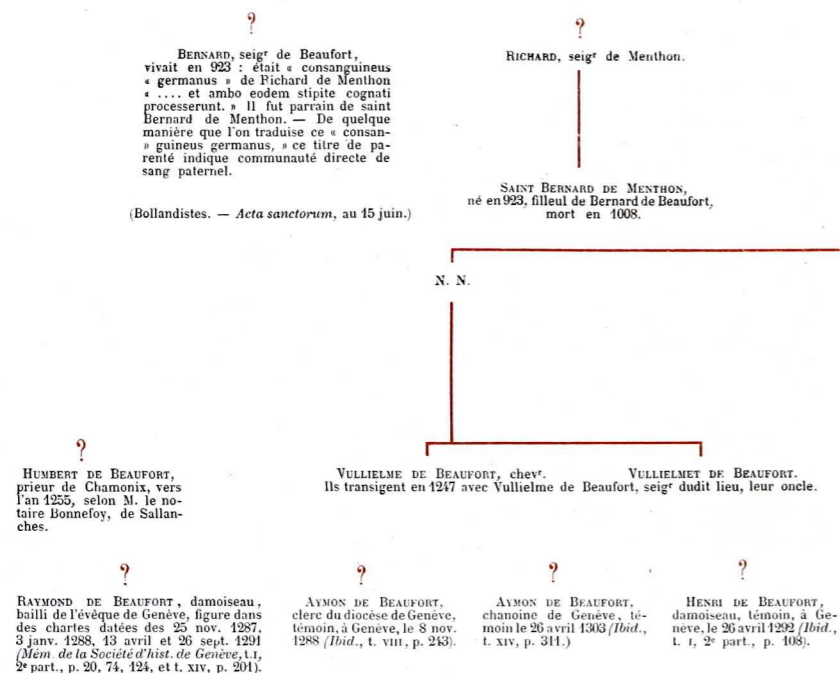 ?
BERNARD, seigr de Beaufort,
vivait en 923 : était « consanguineus
« germanus » de Richard de Menthon
« .... et ambo eodem stipite cognati
processerunt. » Il fut parrain de saint
Bernard de Menthon. — De quelque
manière que l'on traduise ce « consan-
» guineus germanus, » ce titre de pa-
renté indique communauté directe de
sang paternel.
(Bollandistes. — Acta sanctorum, au 15 juin.)
?
RICHARD, seigr de Menthon.
SAINT BERNARD DE MENTHON,
né en 923, filleul de Bernard de Beaufort,
mort en 1008.
N. N.
?
HUMBERT DE BEAUFORT,
prieur de Chamonix, vers
l'an 1255, selon M. le no-
taire Bonnefoy, de Sallan-
ches.
VULLIELME DE BEAUFORT, chevr. VULLIELMET DE BEAUFORT.
Ils transigent en 1247 avec Vullielme de Beaufort, seigr dudit lieu, leur oncle.
?
RAYMOND DE BEAUFORT, damoiseau,
bailli de l'évêque de Genève, figure dans
des chartes datées des 25 nov. 1287,
3 janv. 1288, 13 avril et 26 sept. 1291
(Mém. de la Société d'hist. de Genève, t. I,
2e part., p. 20, 74, 124, et t. XIV, p. 201).
?
AYMON DE BEAUFORT,
clerc du diocèse de Genève,
témoin, à Genève, le 8 nov.
1288 (Ibid., t. VIII, p. 243).
?
AYMON DE BEAUFORT,
chanoine de Genève, té-
moin le 26 avril 1303 (Ibid.,
t. XIV, p. 311.)
?
HENRI DE BEAUFORT,
damoiseau, témoin, à Ge-
nève, le 26 avril 1292 (Ibid.,
t. I, 2e part., p. 108).